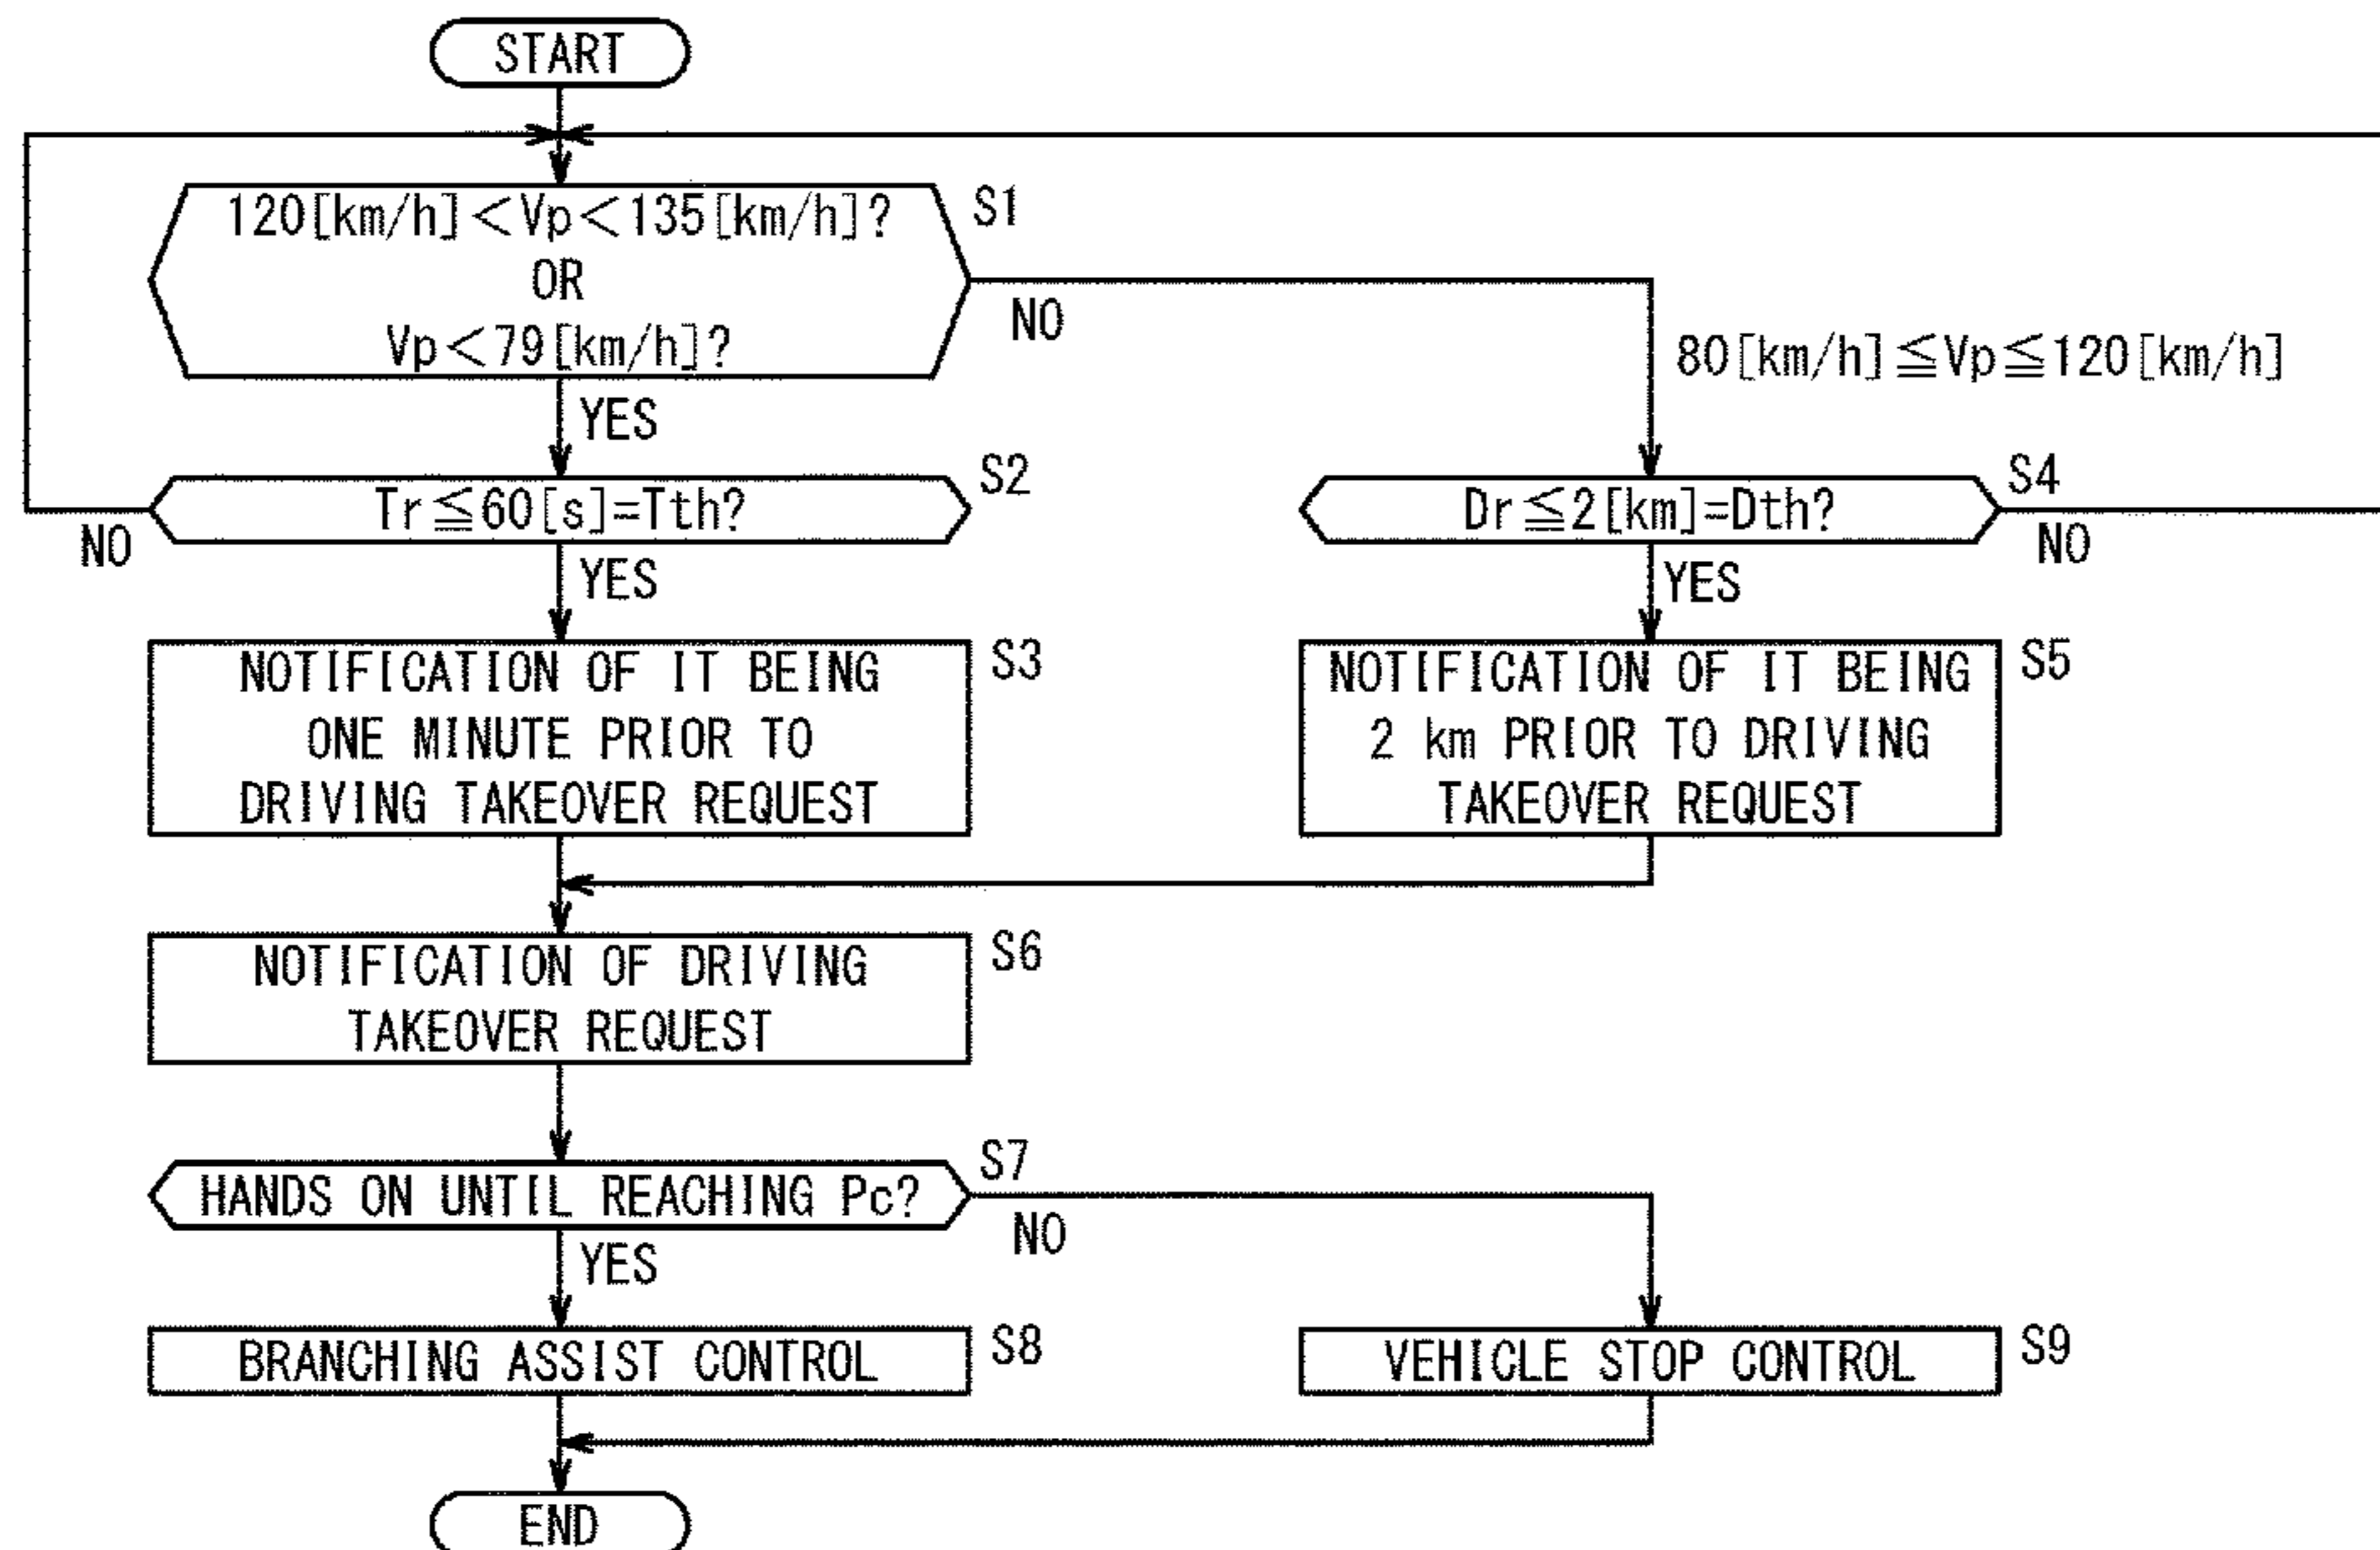 START
120[km/h]<Vp<135[km/h]?
OR
Vp<79[km/h]?
S1
NO
80[km/h]≦Vp≦120[km/h]
YES
Tr≦60[s]=Tth?
S2
NO
YES
Dr≦2[km]=Dth?
S4
NO
YES
NOTIFICATION OF IT BEING
ONE MINUTE PRIOR TO
DRIVING TAKEOVER REQUEST
S3
NOTIFICATION OF IT BEING
2 km PRIOR TO DRIVING
TAKEOVER REQUEST
S5
NOTIFICATION OF DRIVING
TAKEOVER REQUEST
S6
HANDS ON UNTIL REACHING Pc?
S7
NO
YES
BRANCHING ASSIST CONTROL
S8
VEHICLE STOP CONTROL
S9
END